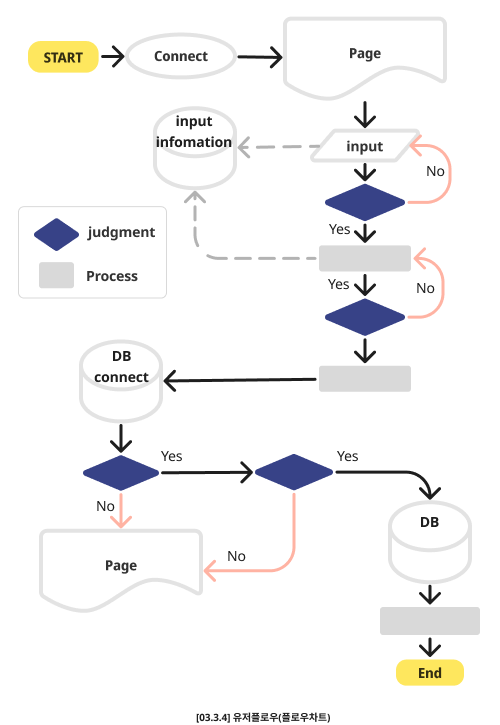 START
Connect
Page
input
infomation
input
No
Yes
judgment
Process
Yes
No
DB
connect
Yes
Yes
No
DB
No
Page
End
[03.3.4] 유저플로우(플로우차트)